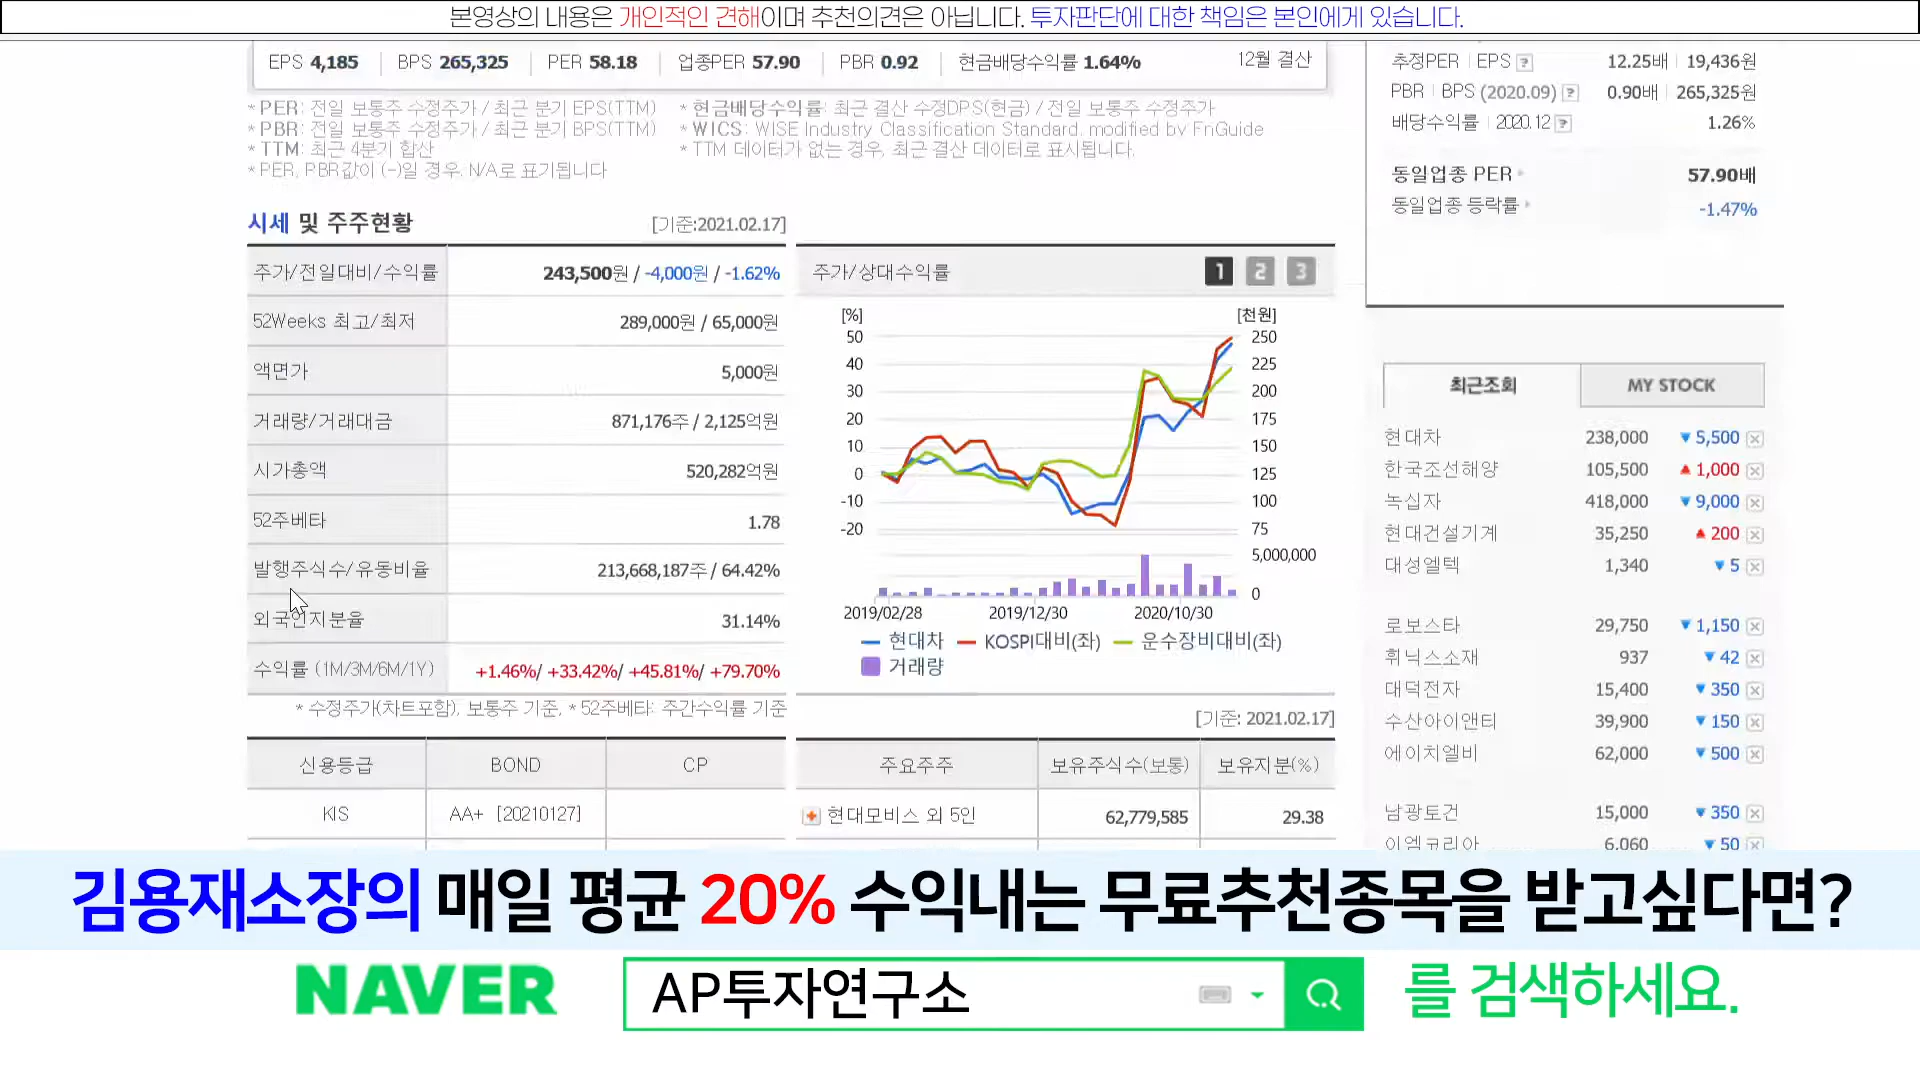 본영상의 내용은 개인적인 견해이며 추천의견은 아닙니다. 투자판단에 대한 책임은 본인에게 있습니다.
EPS 4,185 BPS 265,325 PER 58.18 업종PER 57.90 PBR 0.92 현금배당수익률 1.64% 12월 결산
* PER: 전일 보통주 수정주가 / 최근 분기 EPS(TTM) * 현금배당수익률: 최근 결산 수정DPS(현금) / 전일 보통주 수정주가
* PBR: 전일 보통주 수정주가 / 최근 분기 BPS(TTM) * WICS: WISE Industry Classification Standard, modified by FnGuide
* TTM: 최근 4분기 합산 * TTM 데이터가 없는 경우, 최근 결산 데이터로 표시됩니다.
* PER, PBR값이 (-)일 경우, N/A로 표기됩니다
시세 및 주주현황 [기준:2021.02.17]
주가/전일대비/수익률 243,500원 / -4,000원 / -1.62%
52Weeks 최고/최저 289,000원 / 65,000원
액면가 5,000원
거래량/거래대금 871,176주 / 2,125억원
시가총액 520,282억원
52주베타 1.78
발행주식수/유동비율 213,668,187주 / 64.42%
외국인지분율 31.14%
수익률 (1M/3M/6M/1Y) +1.46%/ +33.42%/ +45.81%/ +79.70%
* 수정주가(차트포함), 보통주 기준, * 52주베타: 주간수익률 기준
주가/상대수익률 1 2 3
[%] [천원]
50 250
40 225
30 200
20 175
10 150
0 125
-10 100
-20 75
5,000,000
0
2019/02/28 2019/12/30 2020/10/30
현대차 KOSPI대비(좌) 운수장비대비(좌)
거래량
[기준: 2021.02.17]
신용등급 BOND CP
KIS AA+ [20210127]
주요주주 보유주식수(보통) 보유지분(%)
현대모비스 외 5인 62,779,585 29.38
추정PER EPS ? 12.25배 19,436원
PBR BPS (2020.09) ? 0.90배 265,325원
배당수익률 2020.12 ? 1.26%
동일업종 PER 57.90배
동일업종 등락률 -1.47%
최근조회 MY STOCK
현대차 238,000 ▼ 5,500
한국조선해양 105,500 ▲ 1,000
녹십자 418,000 ▼ 9,000
현대건설기계 35,250 ▲ 200
대성엘텍 1,340 ▼ 5
로보스타 29,750 ▼ 1,150
휘닉스소재 937 ▼ 42
대덕전자 15,400 ▼ 350
수산아이앤티 39,900 ▼ 150
에이치엘비 62,000 ▼ 500
남광토건 15,000 ▼ 350
이엠코리아 6,060 ▼ 50
김용재소장의 매일 평균 20% 수익내는 무료추천종목을 받고싶다면?
NAVER AP투자연구소 를 검색하세요.